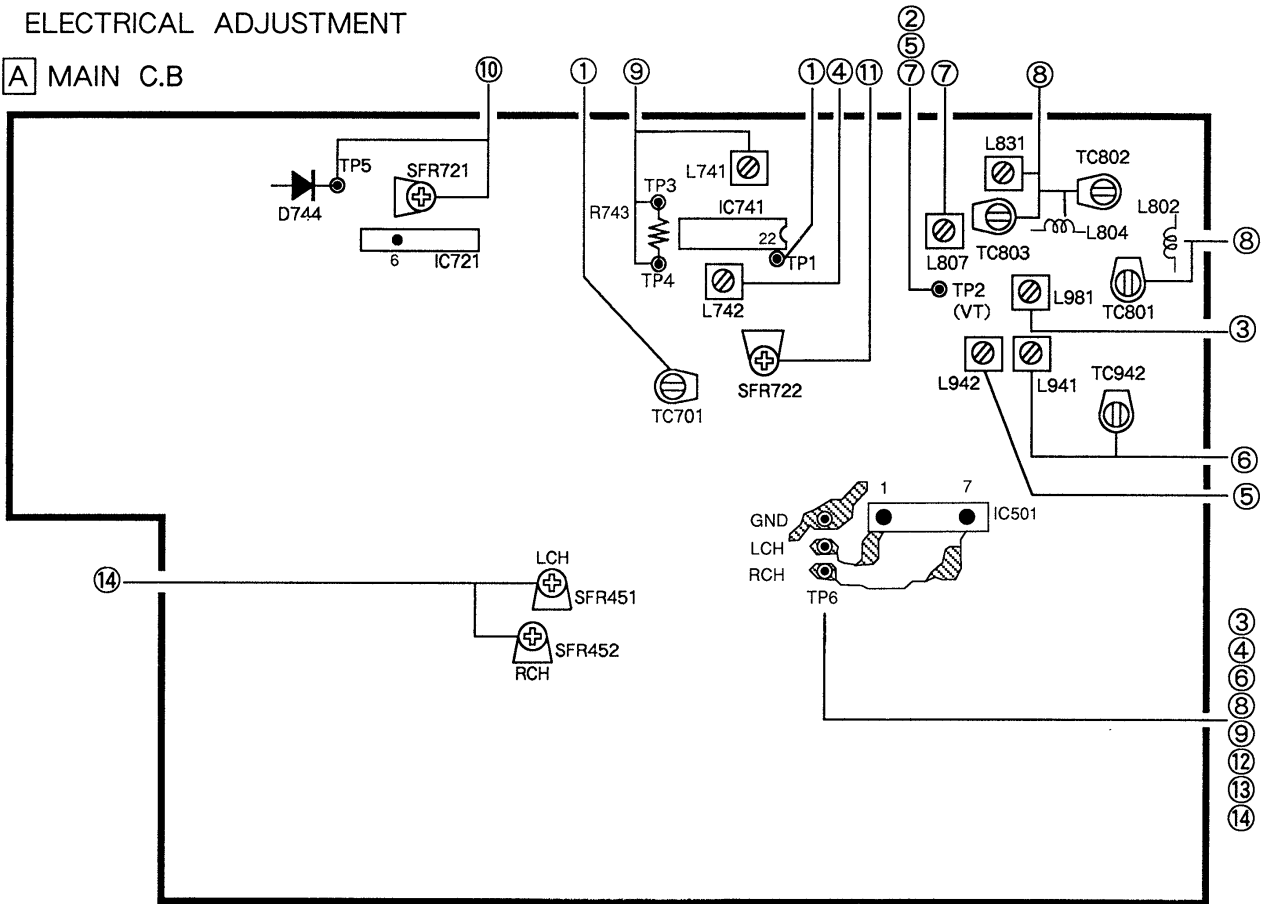 ELECTRICAL ADJUSTMENT
A MAIN C.B
②
⑤
⑩ ① ⑨ ① ④ ⑪ ⑦ ⑦ ⑧
TP5
D744
SFR721
6 IC721
L741
TP3
R743
TP4
IC741
22
TP1
L742
SFR722
TC701
L831
TC802
TC803
L804
L802
⑧
L807
TP2
(VT)
L981
TC801
③
L942
L941
TC942
⑥
⑤
GND
LCH
RCH
TP6
1 7
IC501
⑭
LCH
SFR451
SFR452
RCH
③
④
⑥
⑧
⑨
⑫
⑬
⑭